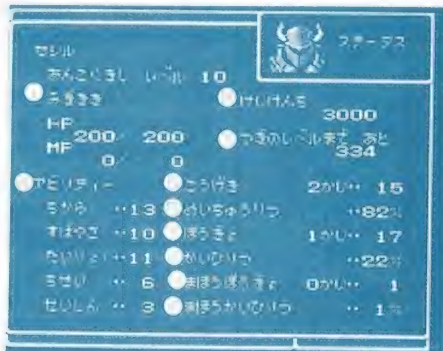 ステータス
セシル
あんこくきし レベル 10
みぎきき
けいけんち
3000
HP 200/ 200
MP 0/ 0
つぎのレベルまで あと
334
アビリティー
ちから ‥13
すばやさ ‥10
たいりょく‥11
ちせい ‥ 6
せいしん ‥ 3
こうげき 2かい‥ 15
めいちゅうりつ ‥82%
ぼうぎょ 1かい‥ 17
かいひりつ ‥22%
まほうぼうぎょ 0かい‥ 1
まほうかいひりつ ‥ 1%